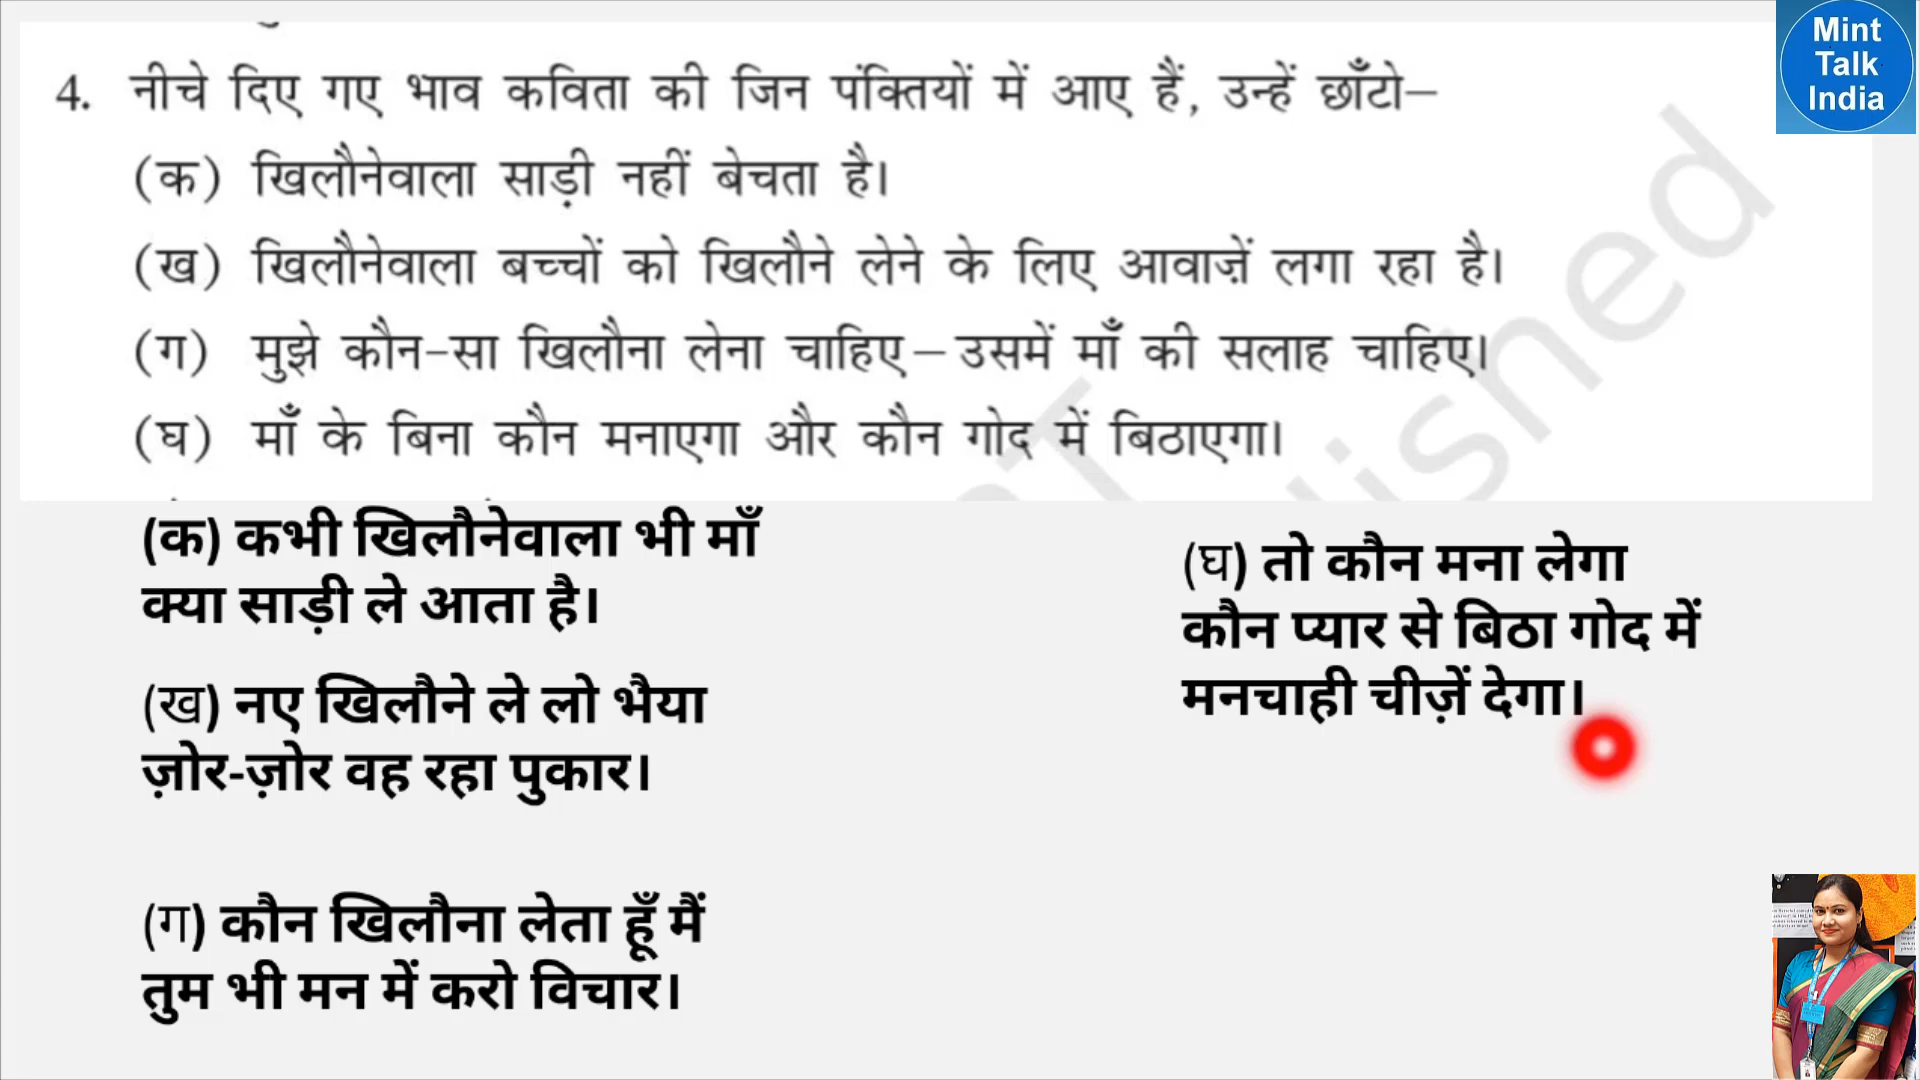 Mint
Talk
India
4. नीचे दिए गए भाव कविता की जिन पंक्तियों में आए हैं, उन्हें छाँटो—
(क) खिलौनेवाला साड़ी नहीं बेचता है।
(ख) खिलौनेवाला बच्चों को खिलौने लेने के लिए आवाज़ें लगा रहा है।
(ग) मुझे कौन-सा खिलौना लेना चाहिए—उसमें माँ की सलाह चाहिए।
(घ) माँ के बिना कौन मनाएगा और कौन गोद में बिठाएगा।
(क) कभी खिलौनेवाला भी माँ
क्या साड़ी ले आता है।
(ख) नए खिलौने ले लो भैया
ज़ोर-ज़ोर वह रहा पुकार।
(ग) कौन खिलौना लेता हूँ मैं
तुम भी मन में करो विचार।
(घ) तो कौन मना लेगा
कौन प्यार से बिठा गोद में
मनचाही चीज़ें देगा।